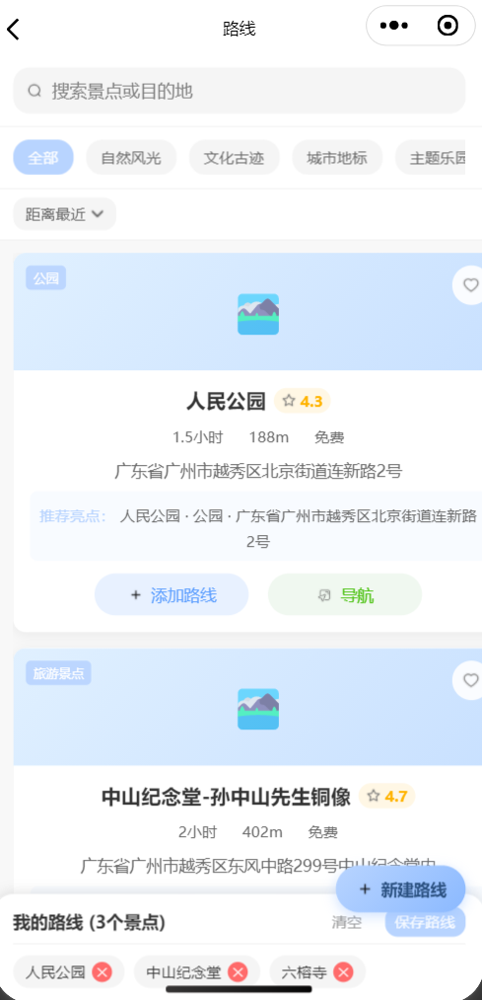 路线
搜索景点或目的地
全部 自然风光 文化古迹 城市地标 主题乐园
距离最近
公园
人民公园 4.3
1.5小时 188m 免费
广东省广州市越秀区北京街道连新路2号
推荐亮点： 人民公园 · 公园 · 广东省广州市越秀区北京街道连新路
2号
+ 添加路线 导航
旅游景点
中山纪念堂-孙中山先生铜像 4.7
2小时 402m 免费
广东省广州市越秀区东风中路299号中山纪念堂内
+ 新建路线
我的路线 (3个景点) 清空 保存路线
人民公园 中山纪念堂 六榕寺